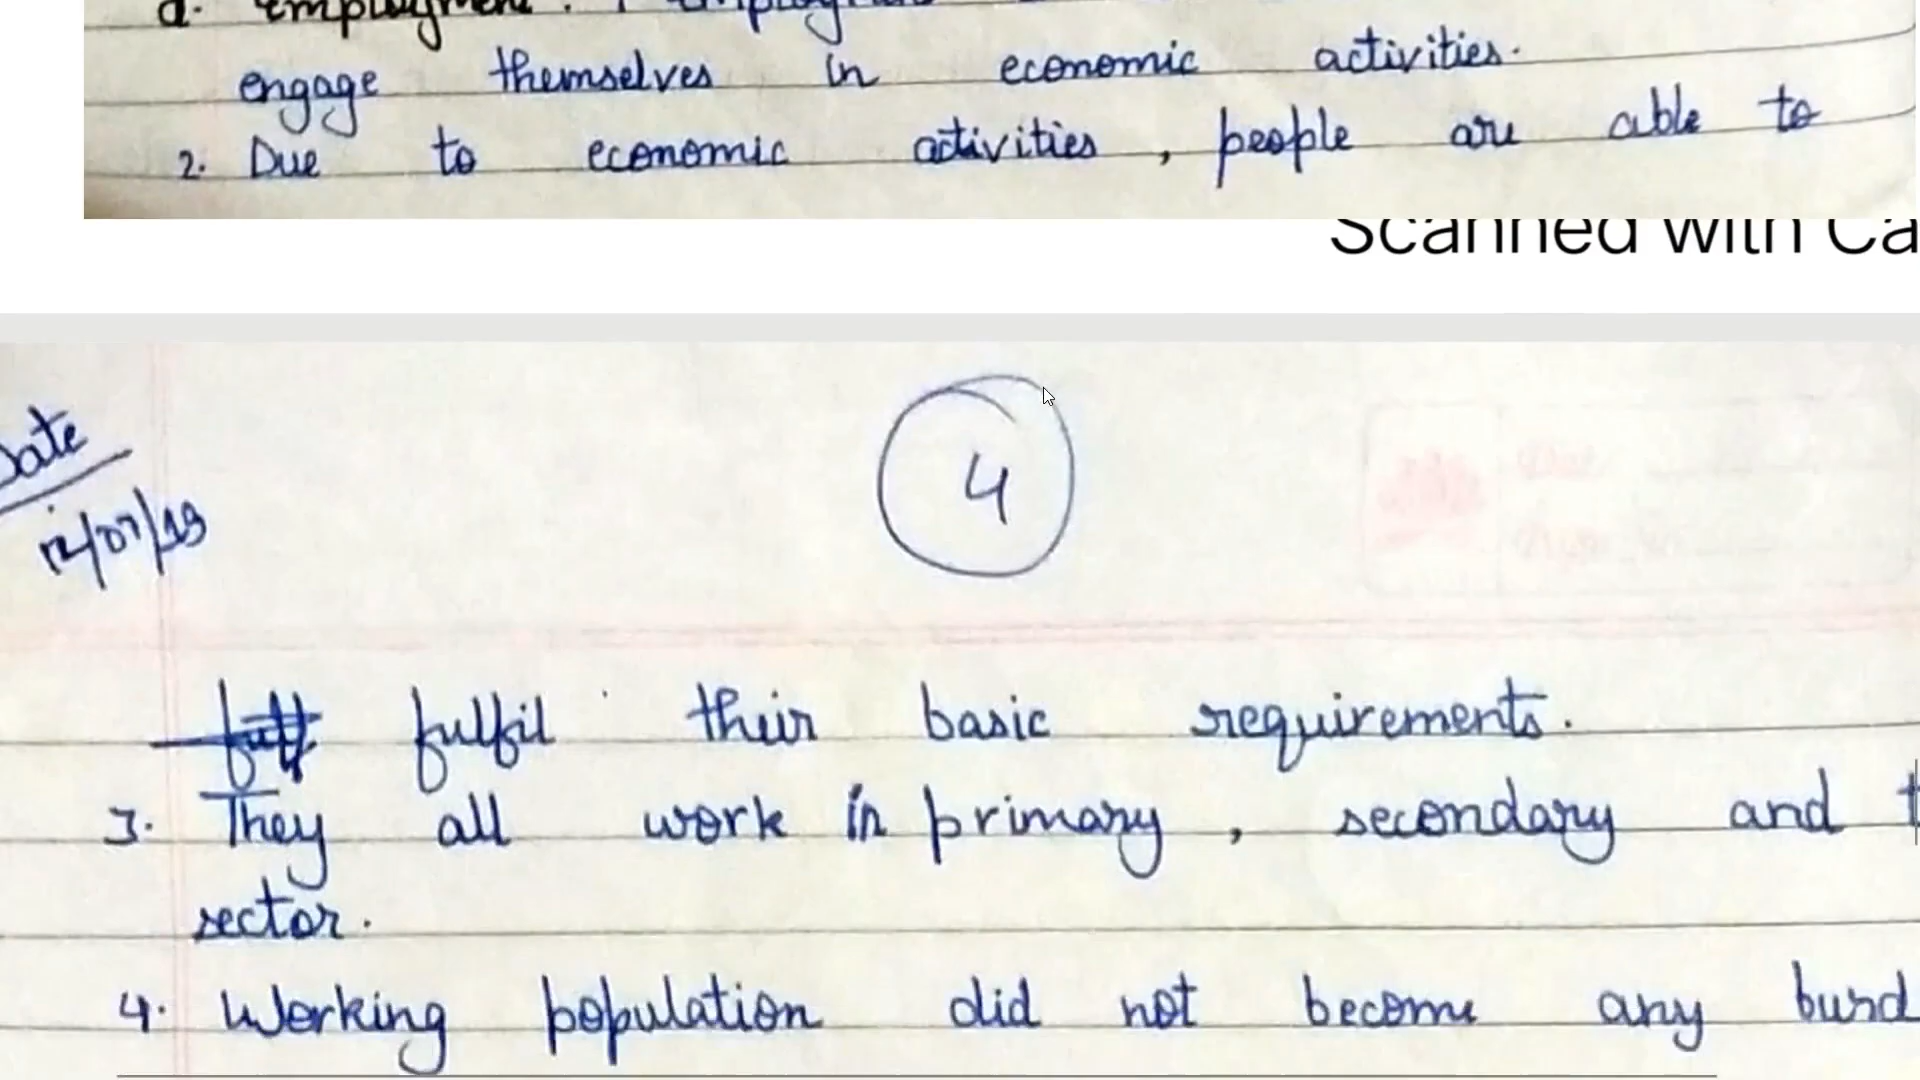 engage themselves in economic activities.
2. Due to economic activities, people are able to
Scanned with Ca
Date
12/07/19
4
fulfil their basic requirements.
3. They all work in primary, secondary and
sector.
4. Working population did not become any burd